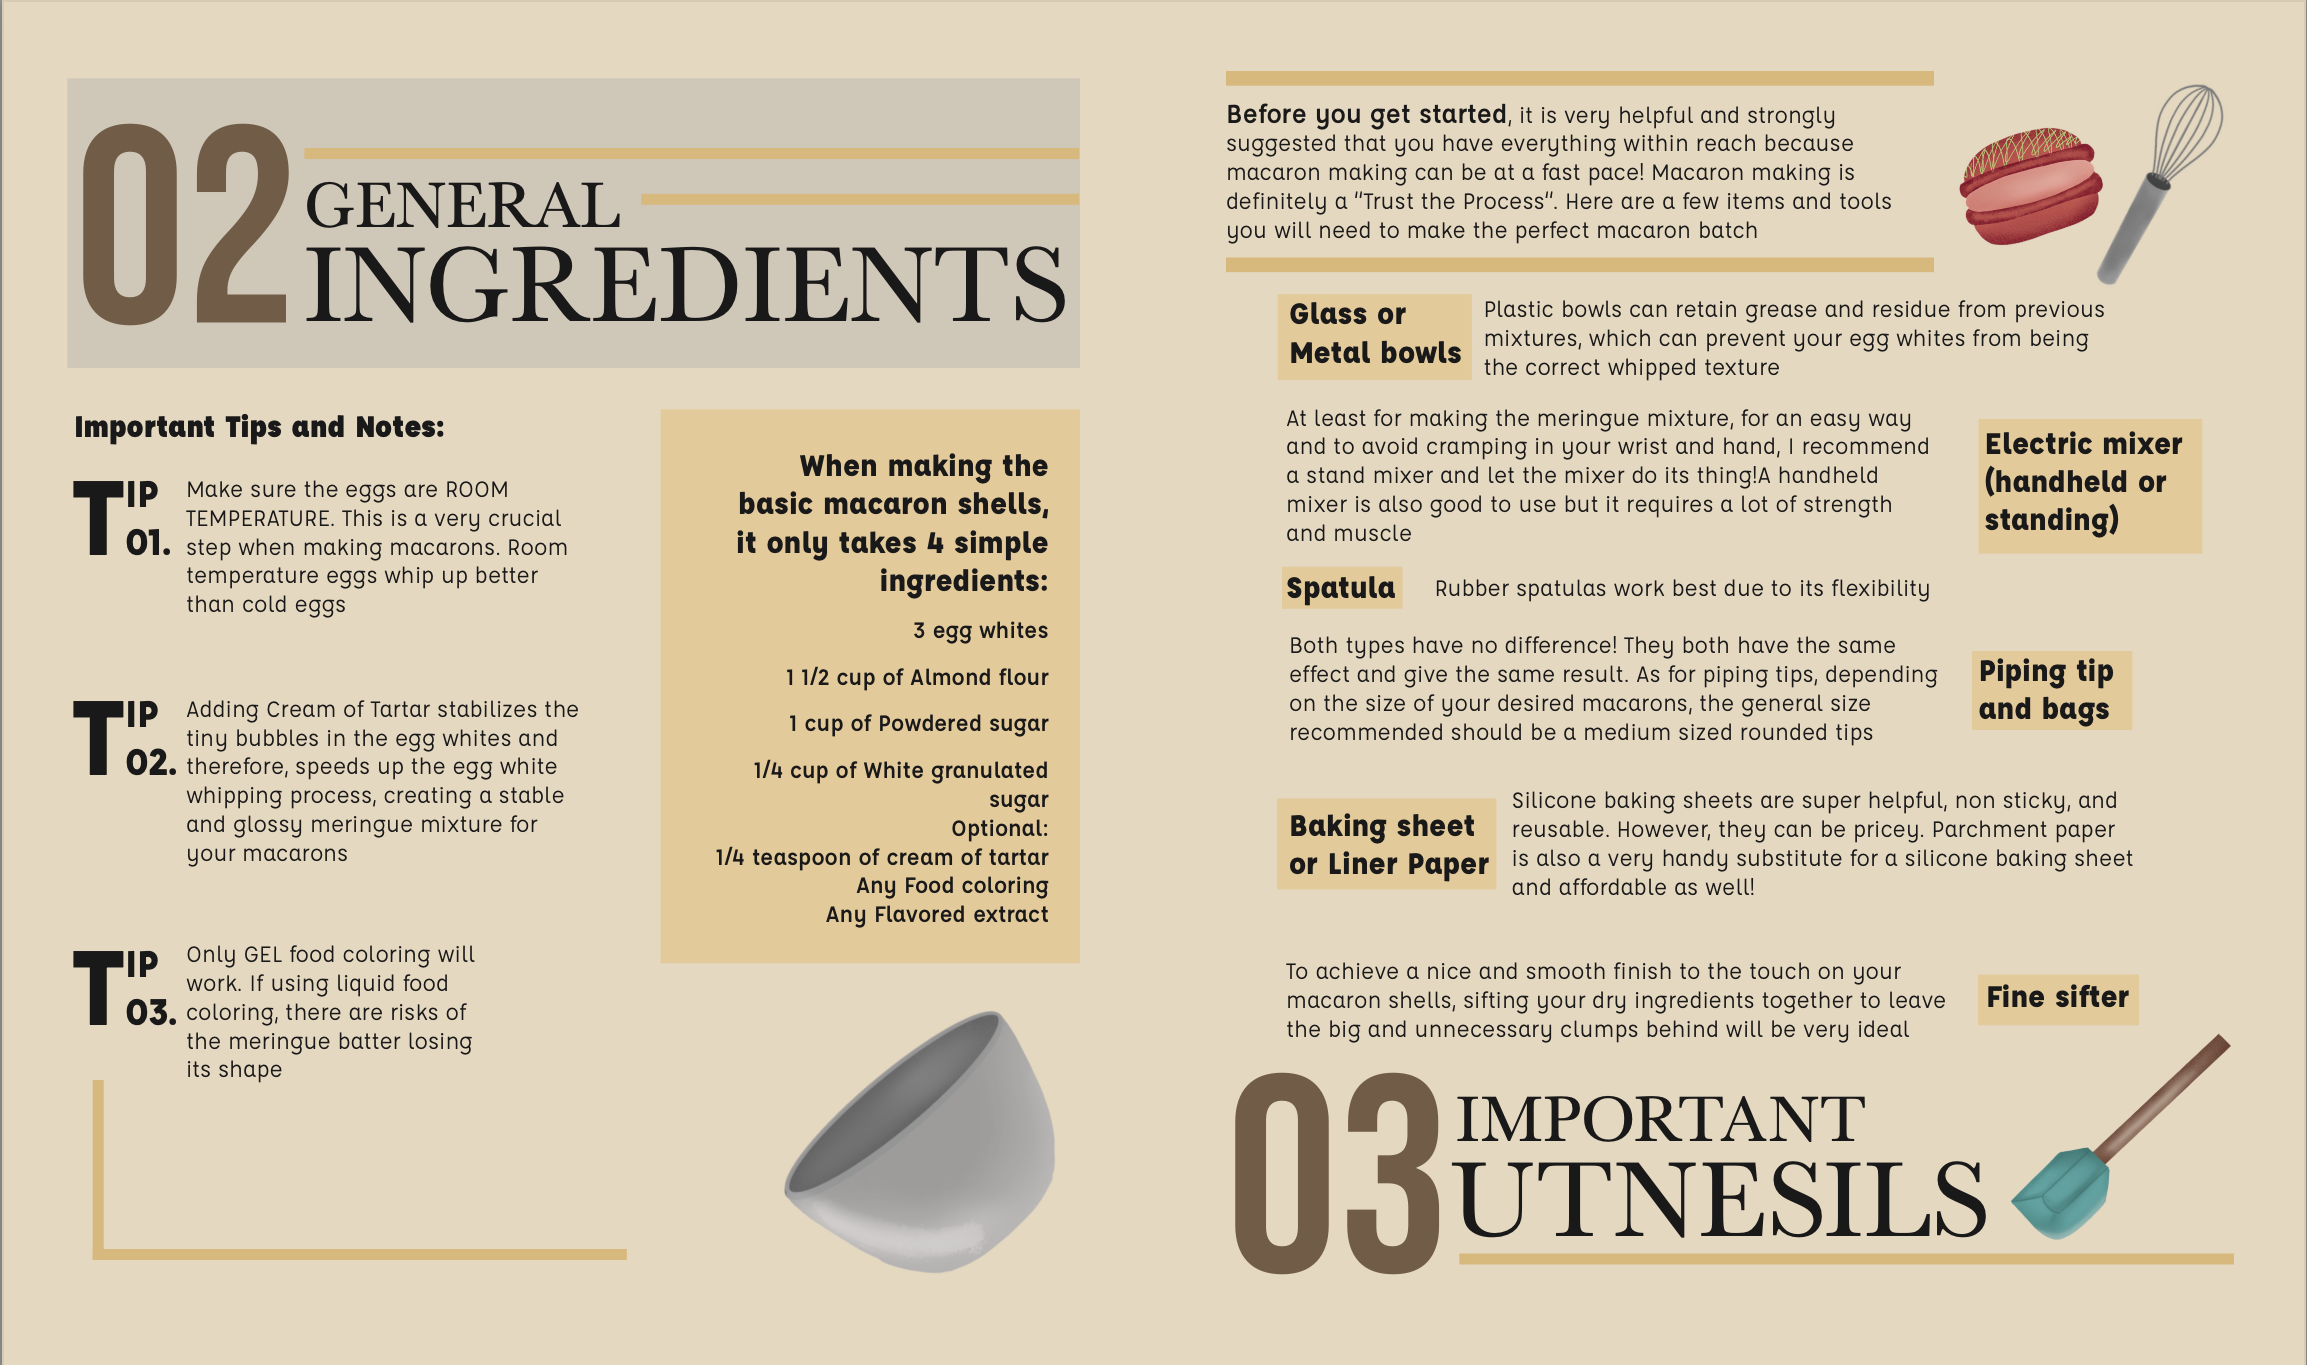 02
GENERAL
INGREDIENTS
Important Tips and Notes:
TIP
01.
Make sure the eggs are ROOM
TEMPERATURE. This is a very crucial
step when making macarons. Room
temperature eggs whip up better
than cold eggs
TIP
02.
Adding Cream of Tartar stabilizes the
tiny bubbles in the egg whites and
therefore, speeds up the egg white
whipping process, creating a stable
and glossy meringue mixture for
your macarons
TIP
03.
Only GEL food coloring will
work. If using liquid food
coloring, there are risks of
the meringue batter losing
its shape
When making the
basic macaron shells,
it only takes 4 simple
ingredients:
3 egg whites
1 1/2 cup of Almond flour
1 cup of Powdered sugar
1/4 cup of White granulated
sugar
Optional:
1/4 teaspoon of cream of tartar
Any Food coloring
Any Flavored extract
Before you get started, it is very helpful and strongly
suggested that you have everything within reach because
macaron making can be at a fast pace! Macaron making is
definitely a "Trust the Process". Here are a few items and tools
you will need to make the perfect macaron batch
Glass or
Metal bowls
Plastic bowls can retain grease and residue from previous
mixtures, which can prevent your egg whites from being
the correct whipped texture
At least for making the meringue mixture, for an easy way
and to avoid cramping in your wrist and hand, I recommend
a stand mixer and let the mixer do its thing!A handheld
mixer is also good to use but it requires a lot of strength
and muscle
Electric mixer
(handheld or
standing)
Spatula
Rubber spatulas work best due to its flexibility
Both types have no difference! They both have the same
effect and give the same result. As for piping tips, depending
on the size of your desired macarons, the general size
recommended should be a medium sized rounded tips
Piping tip
and bags
Baking sheet
or Liner Paper
Silicone baking sheets are super helpful, non sticky, and
reusable. However, they can be pricey. Parchment paper
is also a very handy substitute for a silicone baking sheet
and affordable as well!
To achieve a nice and smooth finish to the touch on your
macaron shells, sifting your dry ingredients together to leave
the big and unnecessary clumps behind will be very ideal
Fine sifter
03
IMPORTANT
UTNESILS